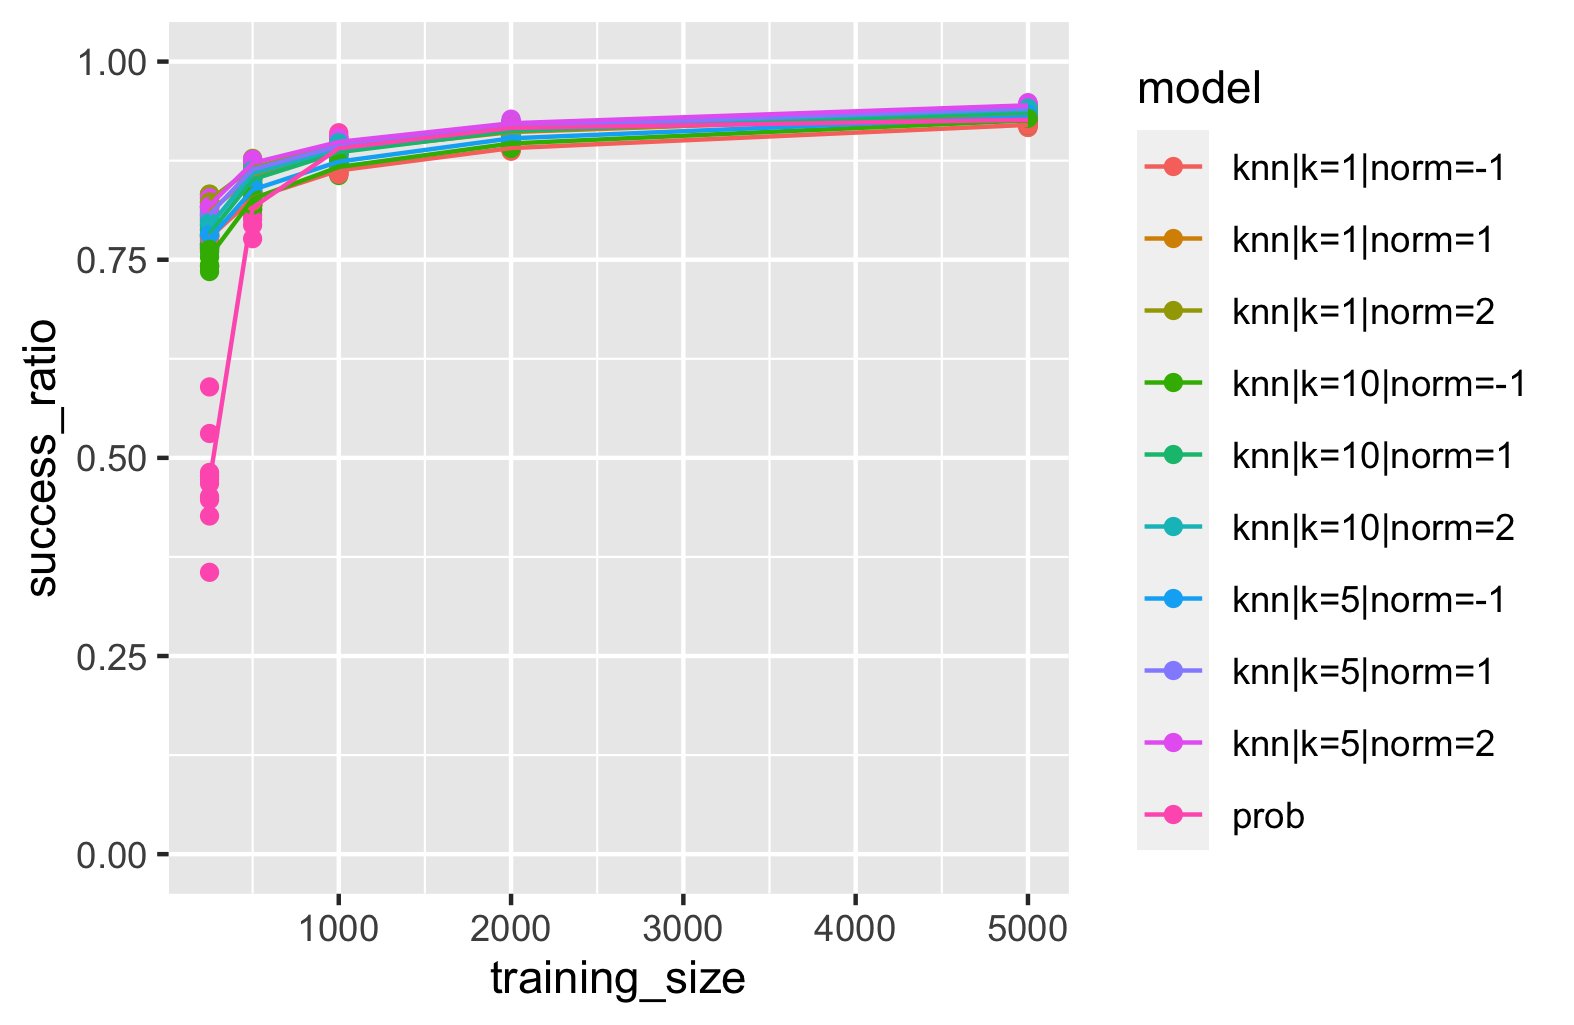 1.00
0.75
0.50
0.25
0.00
success_ratio
1000 2000 3000 4000 5000
training_size
model
knn|k=1|norm=-1
knn|k=1|norm=1
knn|k=1|norm=2
knn|k=10|norm=-1
knn|k=10|norm=1
knn|k=10|norm=2
knn|k=5|norm=-1
knn|k=5|norm=1
knn|k=5|norm=2
prob